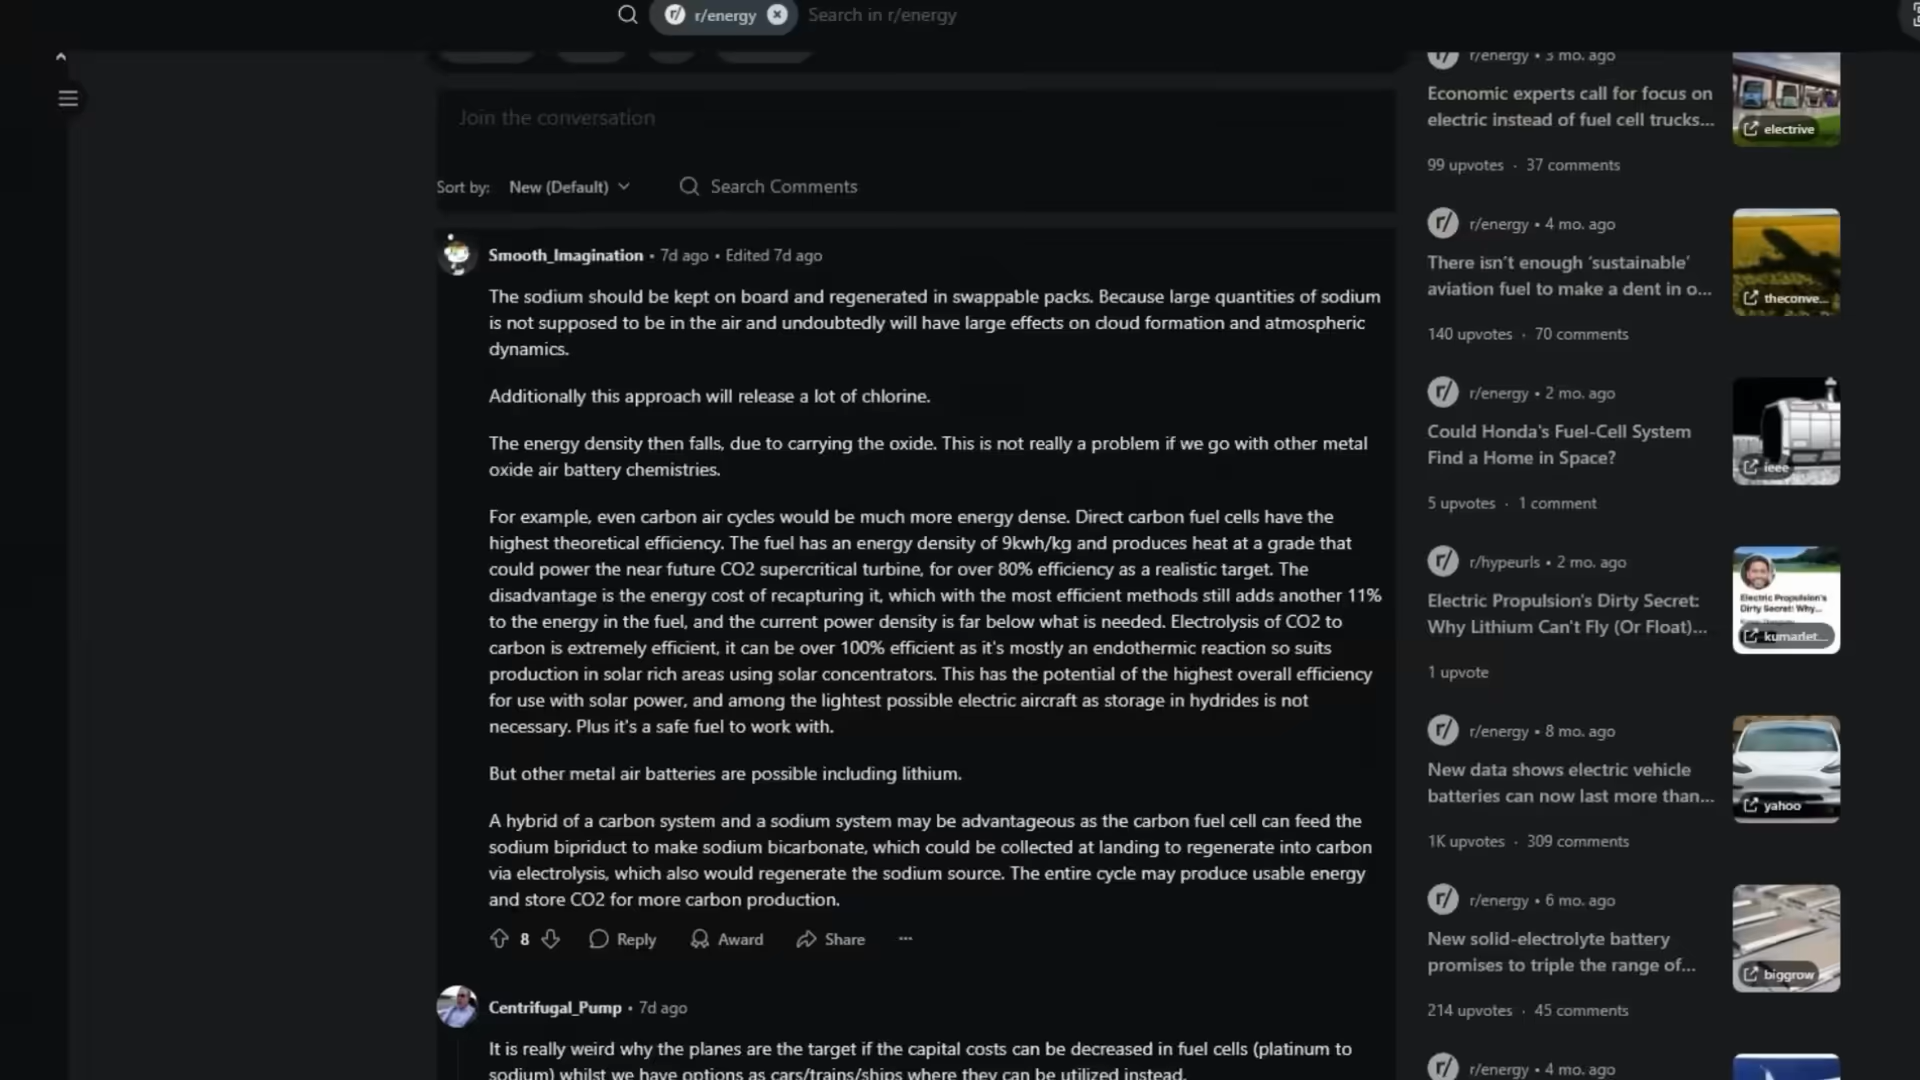 r/energy
Search in r/energy
Join the conversation
Sort by: New (Default)
Search Comments
Smooth_Imagination • 7d ago • Edited 7d ago
The sodium should be kept on board and regenerated in swappable packs. Because large quantities of sodium
is not supposed to be in the air and undoubtedly will have large effects on cloud formation and atmospheric
dynamics.
Additionally this approach will release a lot of chlorine.
The energy density then falls, due to carrying the oxide. This is not really a problem if we go with other metal
oxide air battery chemistries.
For example, even carbon air cycles would be much more energy dense. Direct carbon fuel cells have the
highest theoretical efficiency. The fuel has an energy density of 9kwh/kg and produces heat at a grade that
could power the near future CO2 supercritical turbine, for over 80% efficiency as a realistic target. The
disadvantage is the energy cost of recapturing it, which with the most efficient methods still adds another 11%
to the energy in the fuel, and the current power density is far below what is needed. Electrolysis of CO2 to
carbon is extremely efficient, it can be over 100% efficient as it's mostly an endothermic reaction so suits
production in solar rich areas using solar concentrators. This has the potential of the highest overall efficiency
for use with solar power, and among the lightest possible electric aircraft as storage in hydrides is not
necessary. Plus it's a safe fuel to work with.
But other metal air batteries are possible including lithium.
A hybrid of a carbon system and a sodium system may be advantageous as the carbon fuel cell can feed the
sodium bipriduct to make sodium bicarbonate, which could be collected at landing to regenerate into carbon
via electrolysis, which also would regenerate the sodium source. The entire cycle may produce usable energy
and store CO2 for more carbon production.
8 Reply Award Share ...
Centrifugal_Pump • 7d ago
It is really weird why the planes are the target if the capital costs can be decreased in fuel cells (platinum to
sodium) whilst we have options as cars/trains/ships where they can be utilized instead.
r/energy • 3 mo. ago
Economic experts call for focus on
electric instead of fuel cell trucks...
electrive
99 upvotes · 37 comments
r/energy • 4 mo. ago
There isn't enough ‘sustainable’
aviation fuel to make a dent in o...
theconve...
140 upvotes · 70 comments
r/energy • 2 mo. ago
Could Honda's Fuel-Cell System
Find a Home in Space?
ieee
5 upvotes · 1 comment
r/hypeurls • 2 mo. ago
Electric Propulsion's Dirty Secret:
Why Lithium Can't Fly (Or Float)...
Electric Propulsion's
Dirty Secret: Why...
kumarlet...
1 upvote
r/energy • 8 mo. ago
New data shows electric vehicle
batteries can now last more than...
yahoo
1K upvotes · 309 comments
r/energy • 6 mo. ago
New solid-electrolyte battery
promises to triple the range of...
biggrow
214 upvotes · 45 comments
r/energy • 4 mo. ago